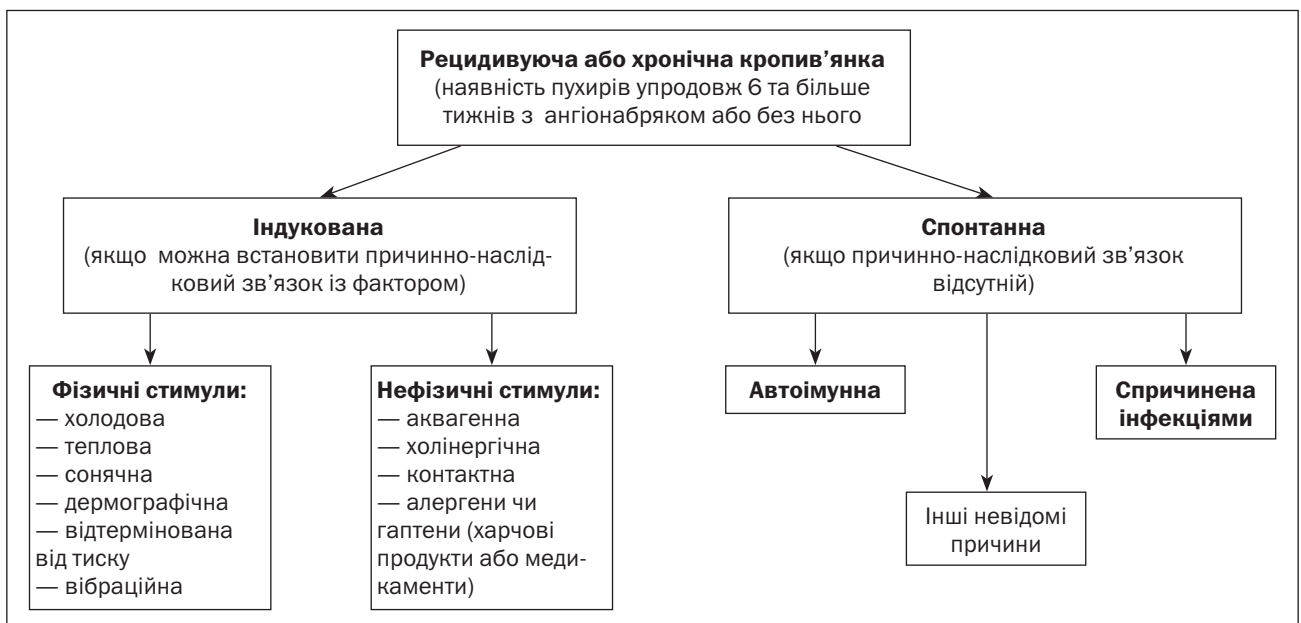 Рецидивуюча або хронічна кропив’янка
(наявність пухирів упродовж 6 та більше
тижнів з ангіонабряком або без нього
Індукована
(якщо можна встановити причинно-наслід-
ковий зв’язок із фактором)
Спонтанна
(якщо причинно-наслідковий зв’язок
відсутній)
Фізичні стимули:
— холодова
— теплова
— сонячна
— дермографічна
— відтермінована
від тиску
— вібраційна
Нефізичні стимули:
— аквагенна
— холінергічна
— контактна
— алергени чи
гаптени (харчові
продукти або меди-
каменти)
Автоімунна
Інші невідомі
причини
Спричинена
інфекціями